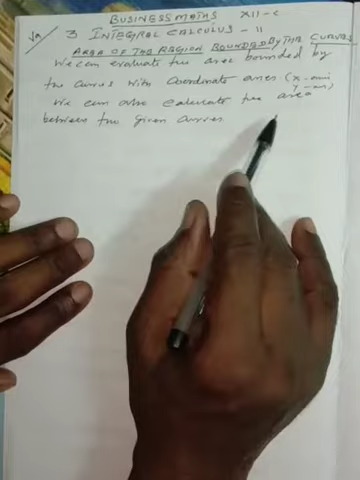 BUSINESS MATHS XII-C
3 INTEGRAL CALCULUS - II
AREA OF THE REGION BOUNDED BY THE CURVES
We can evaluate the area bounded by
the curves with Coordinate axes (x-axis
y-axis)
We can also calculate the area
between two given curves